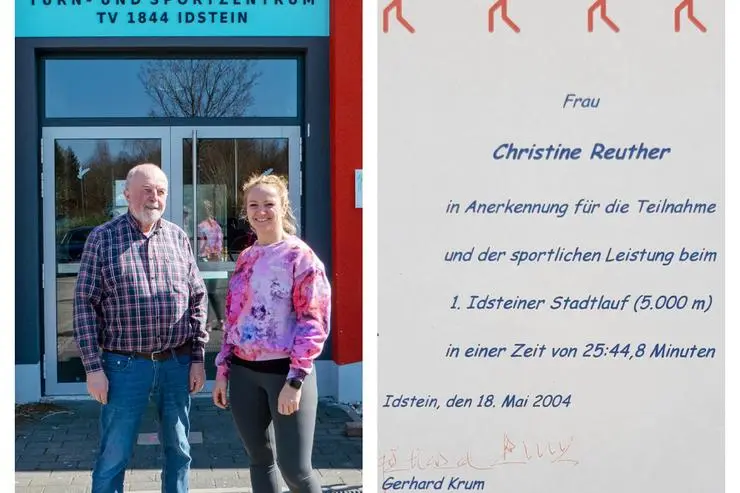 TURN- UND SPORTZENTRUM
TV 1844 IDSTEIN
Frau
Christine Reuther
in Anerkennung für die Teilnahme
und der sportlichen Leistung beim
1. Idsteiner Stadtlauf (5.000 m)
in einer Zeit von 25:44,8 Minuten
Idstein, den 18. Mai 2004
Gerhard Krum